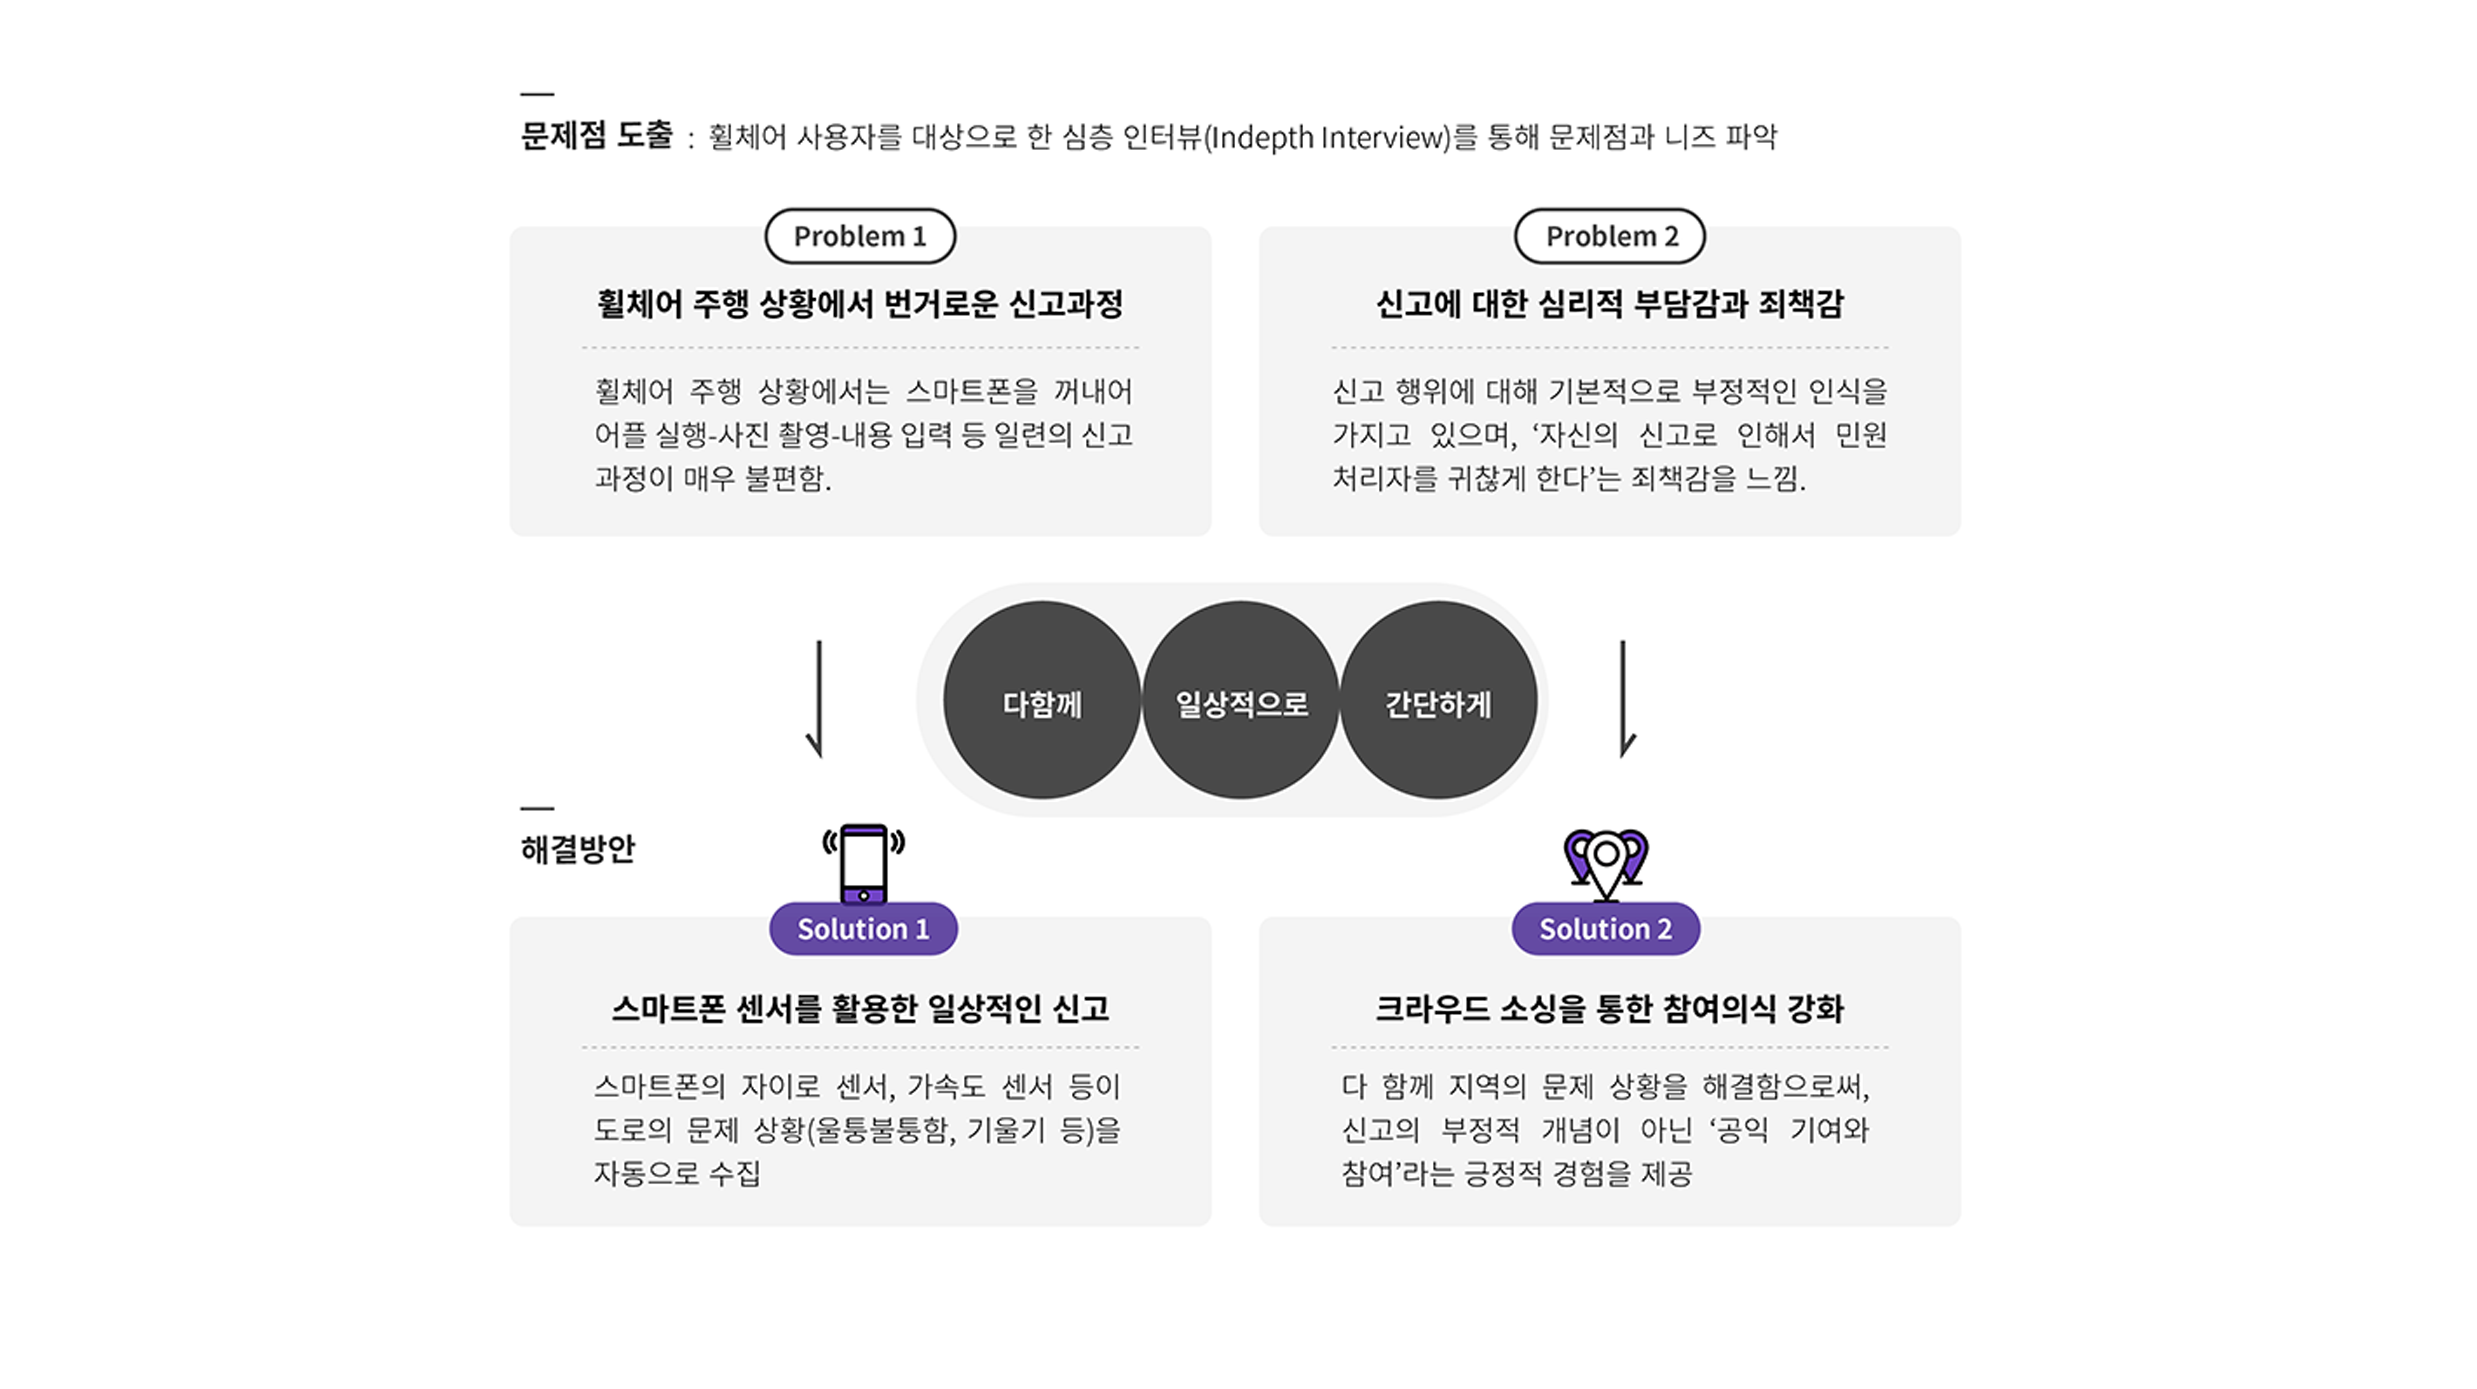 문제점 도출 : 휠체어 사용자를 대상으로 한 심층 인터뷰(Indepth Interview)를 통해 문제점과 니즈 파악
Problem 1
휠체어 주행 상황에서 번거로운 신고과정
휠체어 주행 상황에서는 스마트폰을 꺼내어
어플 실행-사진 촬영-내용 입력 등 일련의 신고
과정이 매우 불편함.
Problem 2
신고에 대한 심리적 부담감과 죄책감
신고 행위에 대해 기본적으로 부정적인 인식을
가지고 있으며, ‘자신의 신고로 인해서 민원
처리자를 귀찮게 한다’는 죄책감을 느낌.
다함께
일상적으로
간단하게
해결방안
Solution 1
스마트폰 센서를 활용한 일상적인 신고
스마트폰의 자이로 센서, 가속도 센서 등이
도로의 문제 상황(울퉁불퉁함, 기울기 등)을
자동으로 수집
Solution 2
크라우드 소싱을 통한 참여의식 강화
다 함께 지역의 문제 상황을 해결함으로써,
신고의 부정적 개념이 아닌 ‘공익 기여와
참여’라는 긍정적 경험을 제공